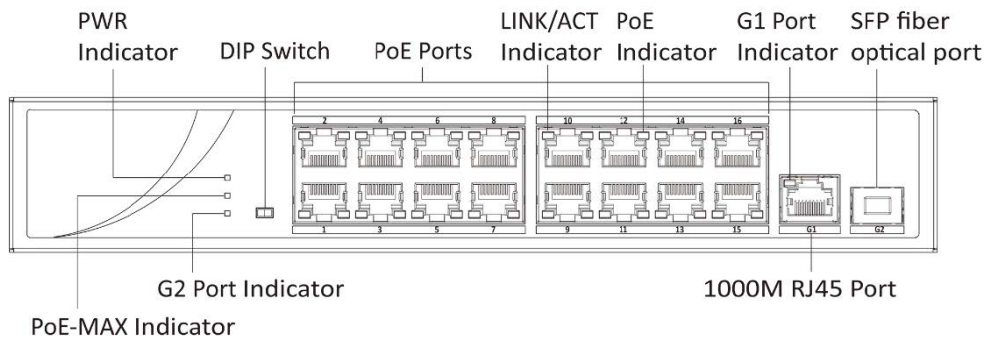 PWR
Indicator
DIP Switch
PoE Ports
LINK/ACT
Indicator
PoE
Indicator
G1 Port
Indicator
SFP fiber
optical port
2 4 6 8 10 12 14 16
1 3 5 7 9 11 13 15 G1 G2
G2 Port Indicator
1000M RJ45 Port
PoE-MAX Indicator